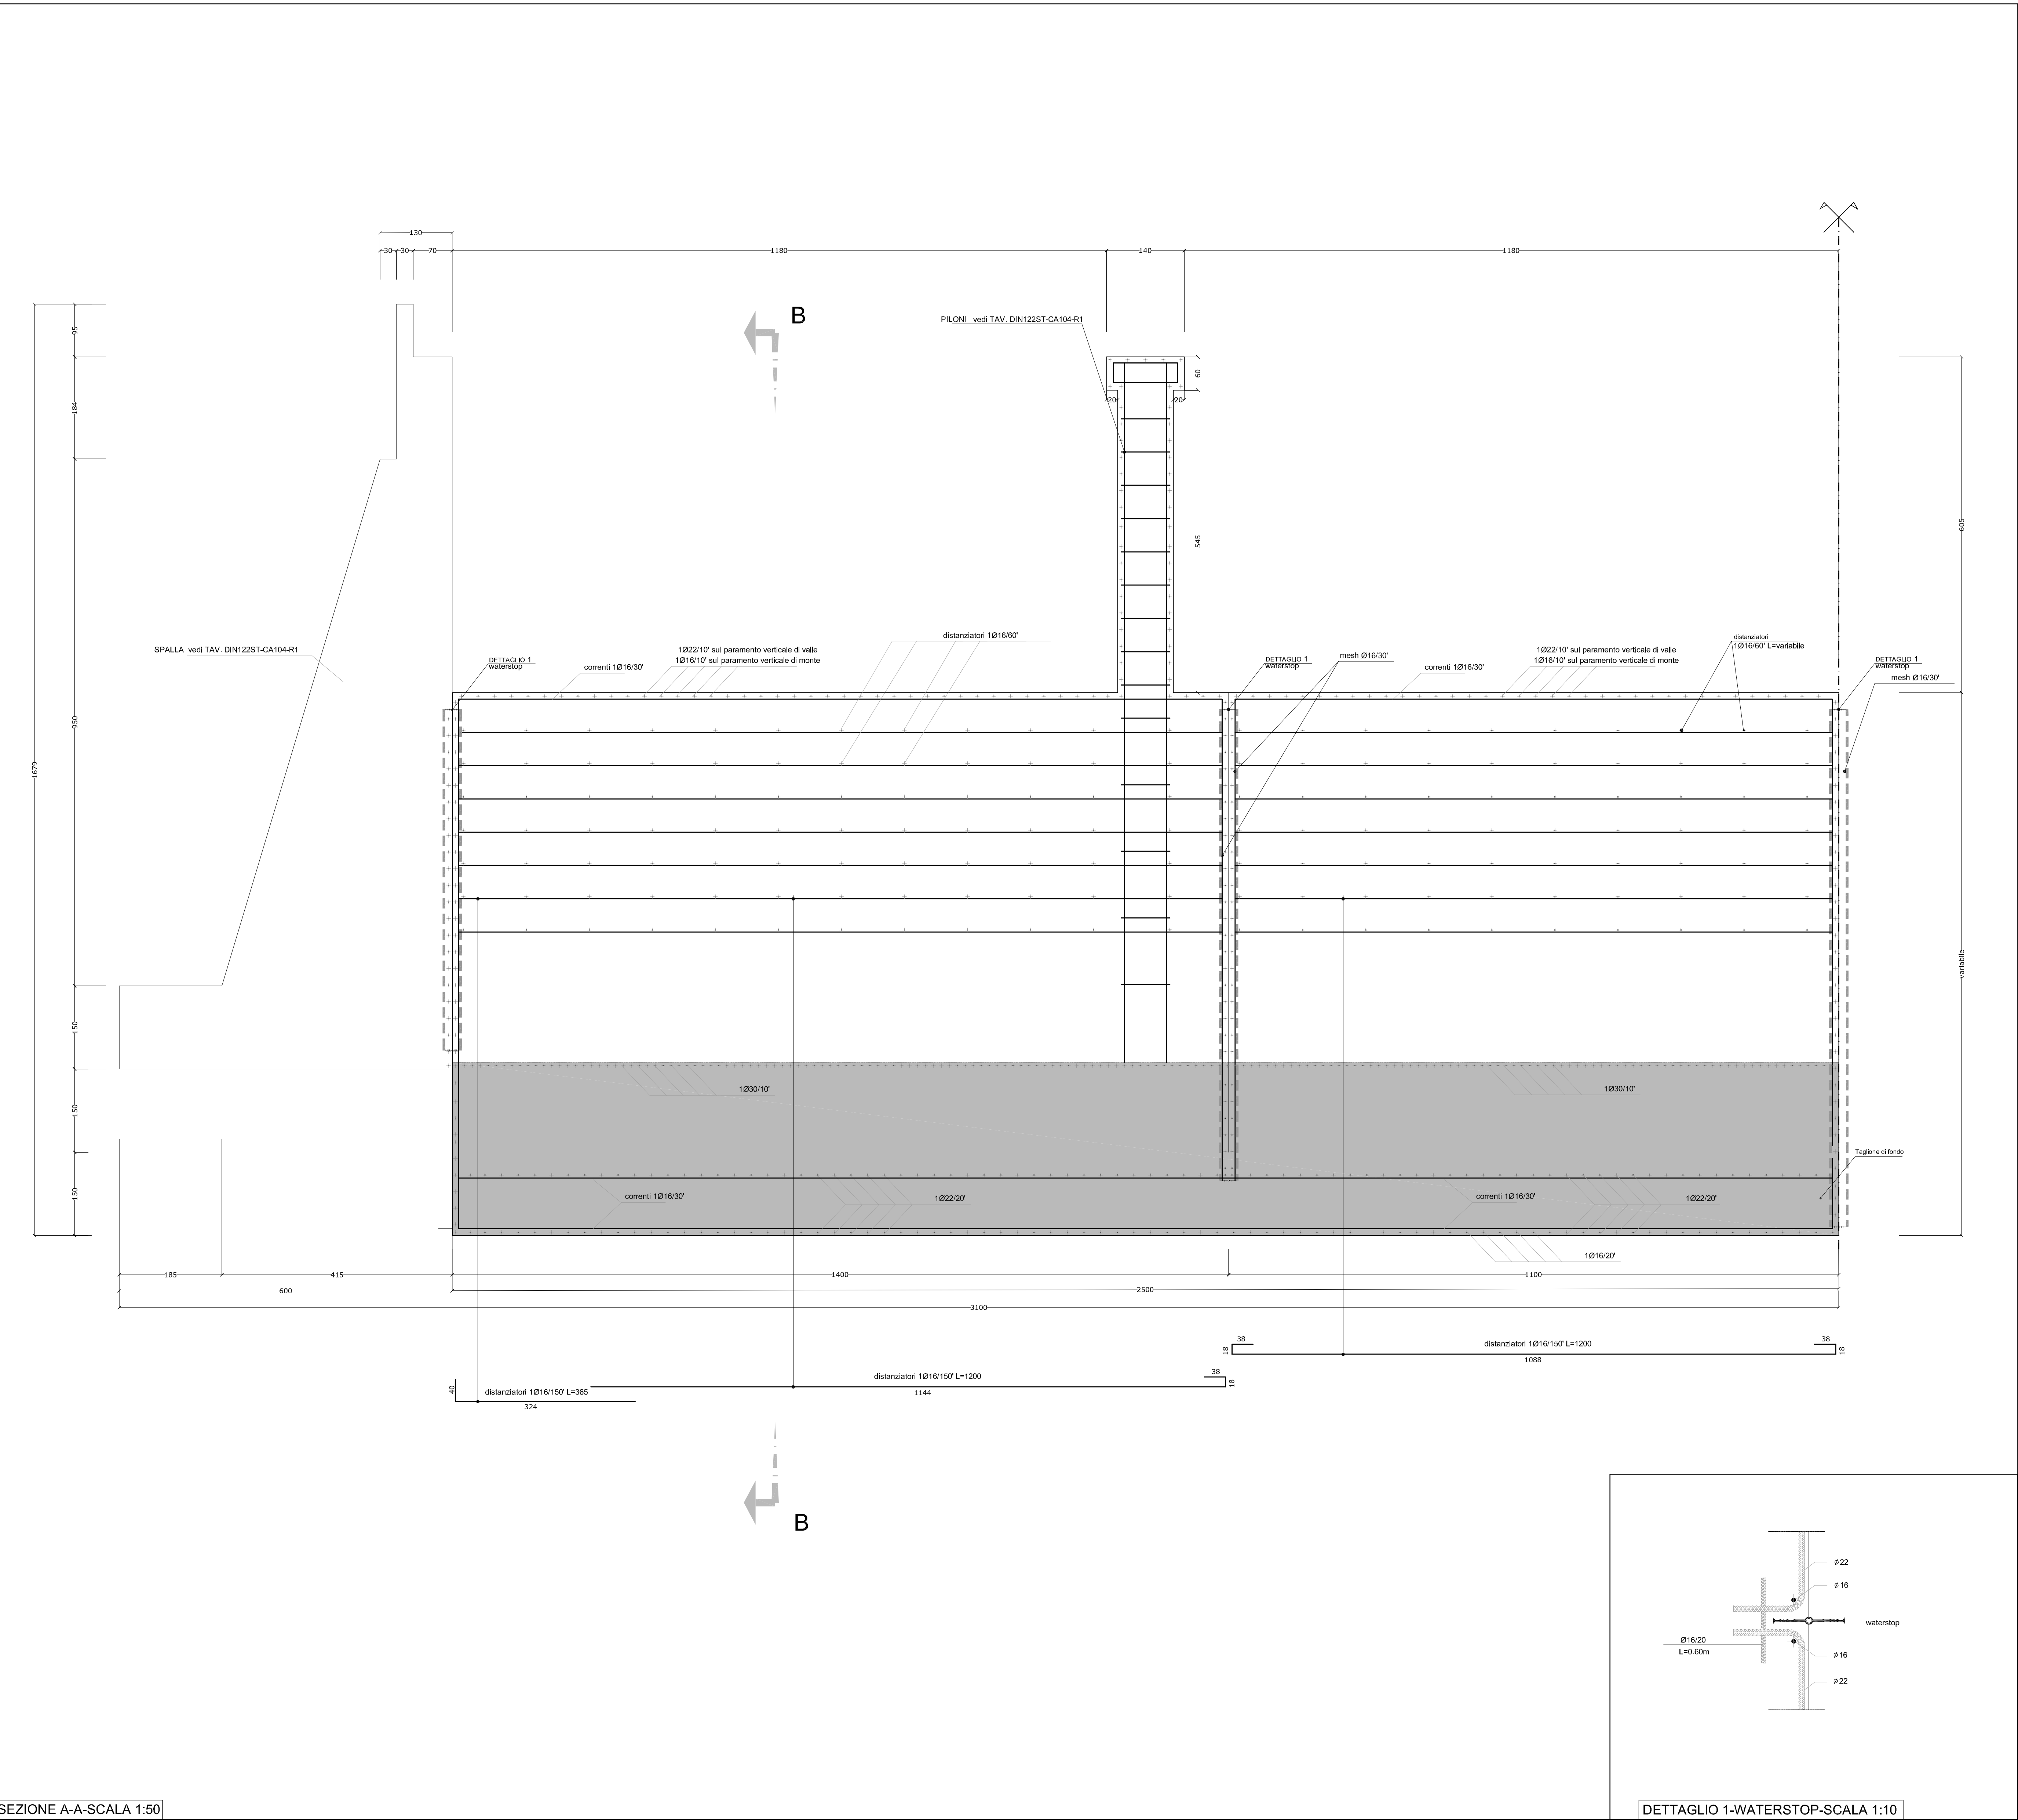 130
30
30
70
1180
140
1180
B
PILONI vedi TAV. DIN122ST-CA104-R1
95
184
950
1679
150
150
150
60
20
20
545
605
variabile
SPALLA vedi TAV. DIN122ST-CA104-R1
DETTAGLIO 1
waterstop
correnti 1Ø16/30'
1Ø22/10' sul paramento verticale di valle
1Ø16/10' sul paramento verticale di monte
distanziatori 1Ø16/60'
DETTAGLIO 1
waterstop
mesh Ø16/30'
correnti 1Ø16/30'
1Ø22/10' sul paramento verticale di valle
1Ø16/10' sul paramento verticale di monte
distanziatori
1Ø16/60' L=variabile
DETTAGLIO 1
waterstop
mesh Ø16/30'
1Ø30/10'
1Ø30/10'
Taglione di fondo
correnti 1Ø16/30'
1Ø22/20'
correnti 1Ø16/30'
1Ø22/20'
1Ø16/20'
185
415
1400
1100
600
2500
3100
38
distanziatori 1Ø16/150' L=1200
38
18
18
1088
distanziatori 1Ø16/150' L=1200
38
18
1144
40
distanziatori 1Ø16/150' L=365
324
B
ø22
ø16
waterstop
Ø16/20
L=0.60m
ø16
ø22
SEZIONE A-A-SCALA 1:50
DETTAGLIO 1-WATERSTOP-SCALA 1:10